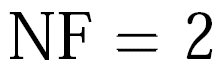 NF = 2